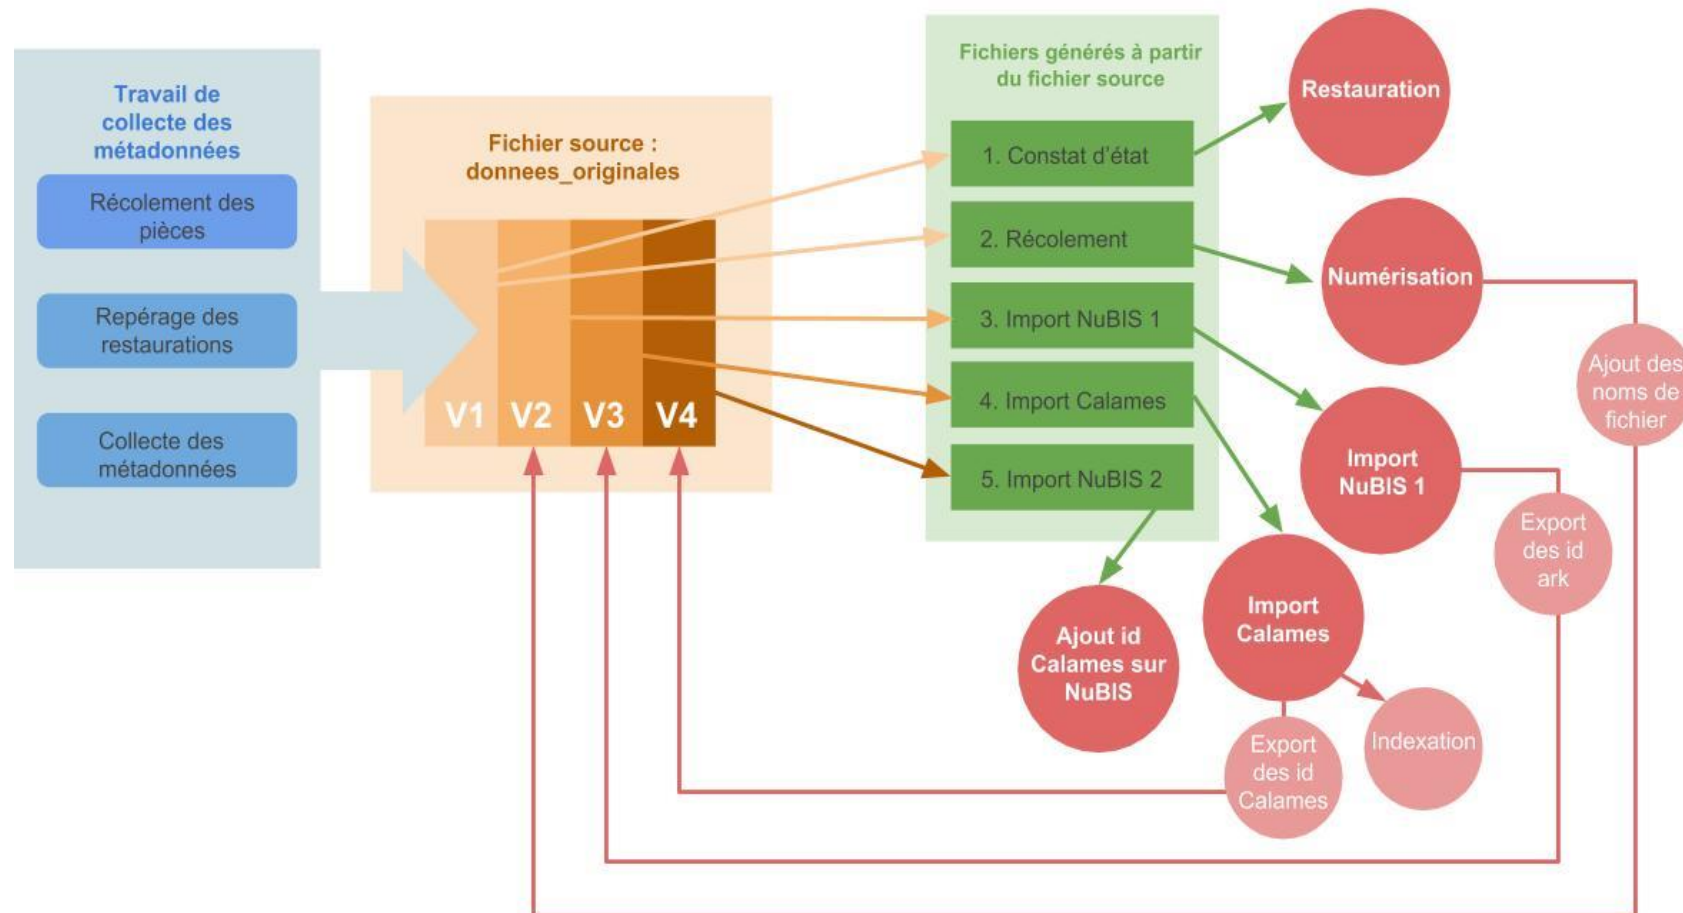 Travail de
collecte des
métadonnées
Récolement des
pièces
Repérage des
restaurations
Collecte des
métadonnées
Fichier source :
donnees_originales
V1
V2
V3
V4
Fichiers générés à partir
du fichier source
1. Constat d'état
2. Récolement
3. Import NuBIS 1
4. Import Calames
5. Import NuBIS 2
Restauration
Numérisation
Ajout des
noms de
fichier
Import
NuBIS 1
Export
des id
ark
Import
Calames
Ajout id
Calames sur
NuBIS
Indexation
Export
des id
Calames